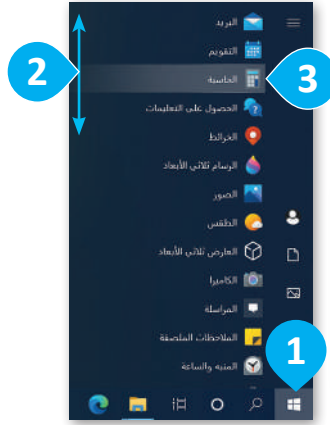 البريد
التقويم
2
الحاسبة
3
الحصول على التعليمات
الخرائط
الرسام ثلاثي الأبعاد
الصور
الطقس
العارض ثلاثي الأبعاد
الكاميرا
المراسلة
الملاحظات الملصقة
المنبه والساعة
1